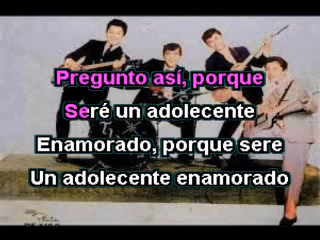 Pregunto así, porque
Seré un adolecente
Enamorado, porque sere
Un adolecente enamorado